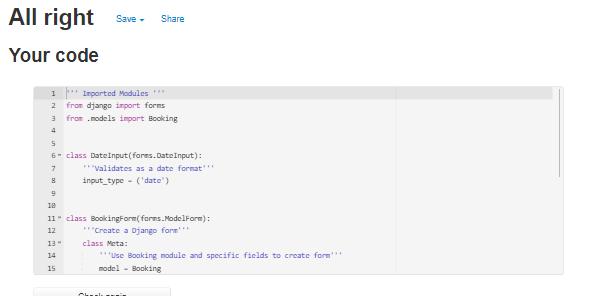 All right Save Share
Your code
1 ''' Imported Modules '''
2 from django import forms
3 from .models import Booking
4
5
6 class DateInput(forms.DateInput):
7 '''Validates as a date format'''
8 input_type = ('date')
9
10
11 class BookingForm(forms.ModelForm):
12 '''Create a Django form'''
13 class Meta:
14 '''Use Booking module and specific fields to create form'''
15 model = Booking
Check again